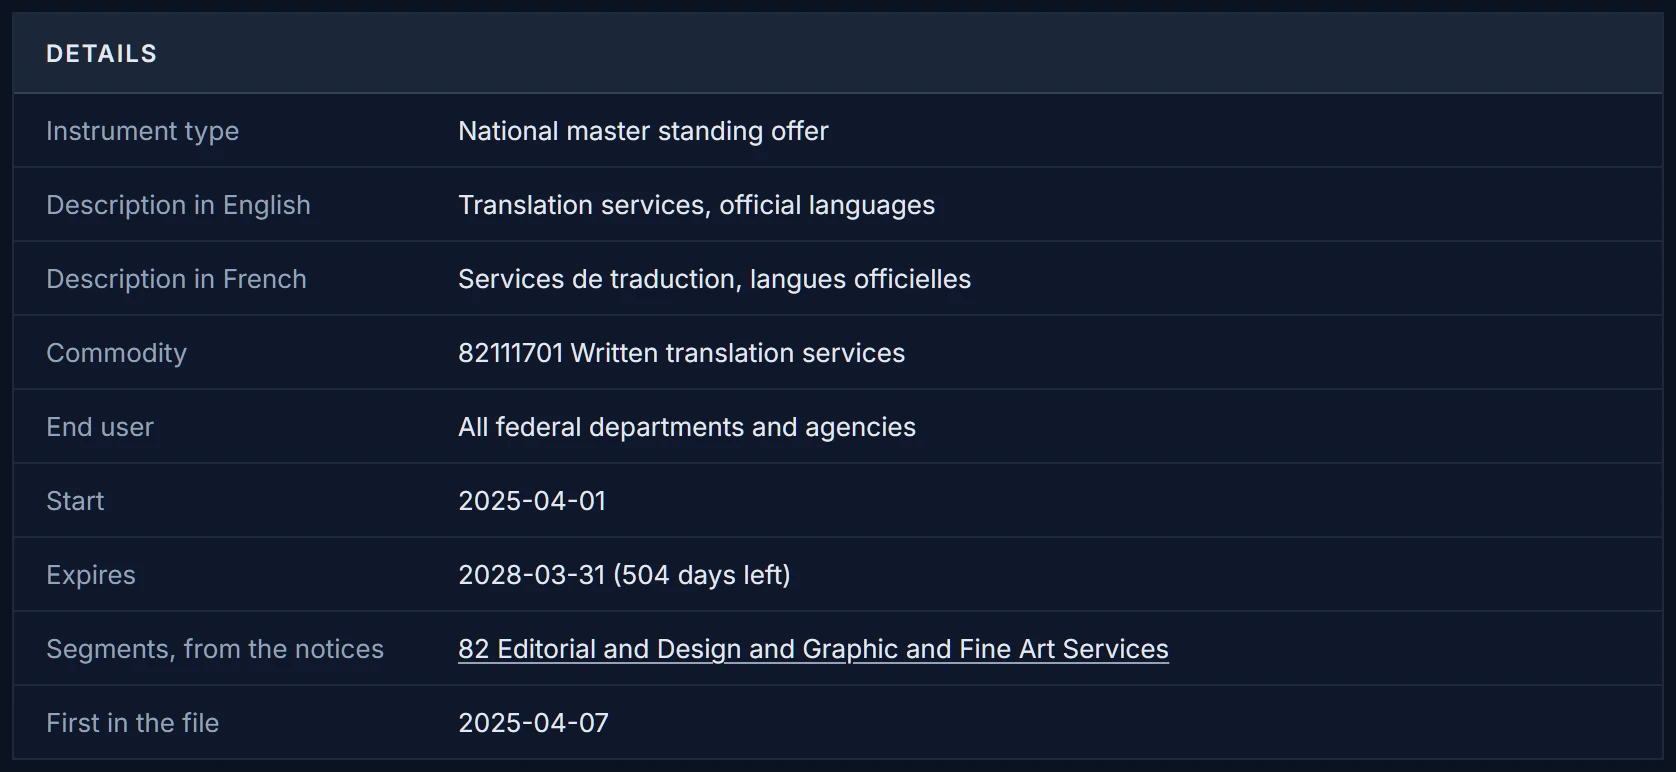 DETAILS
Instrument type National master standing offer
Description in English Translation services, official languages
Description in French Services de traduction, langues officielles
Commodity 82111701 Written translation services
End user All federal departments and agencies
Start 2025-04-01
Expires 2028-03-31 (504 days left)
Segments, from the notices 82 Editorial and Design and Graphic and Fine Art Services
First in the file 2025-04-07